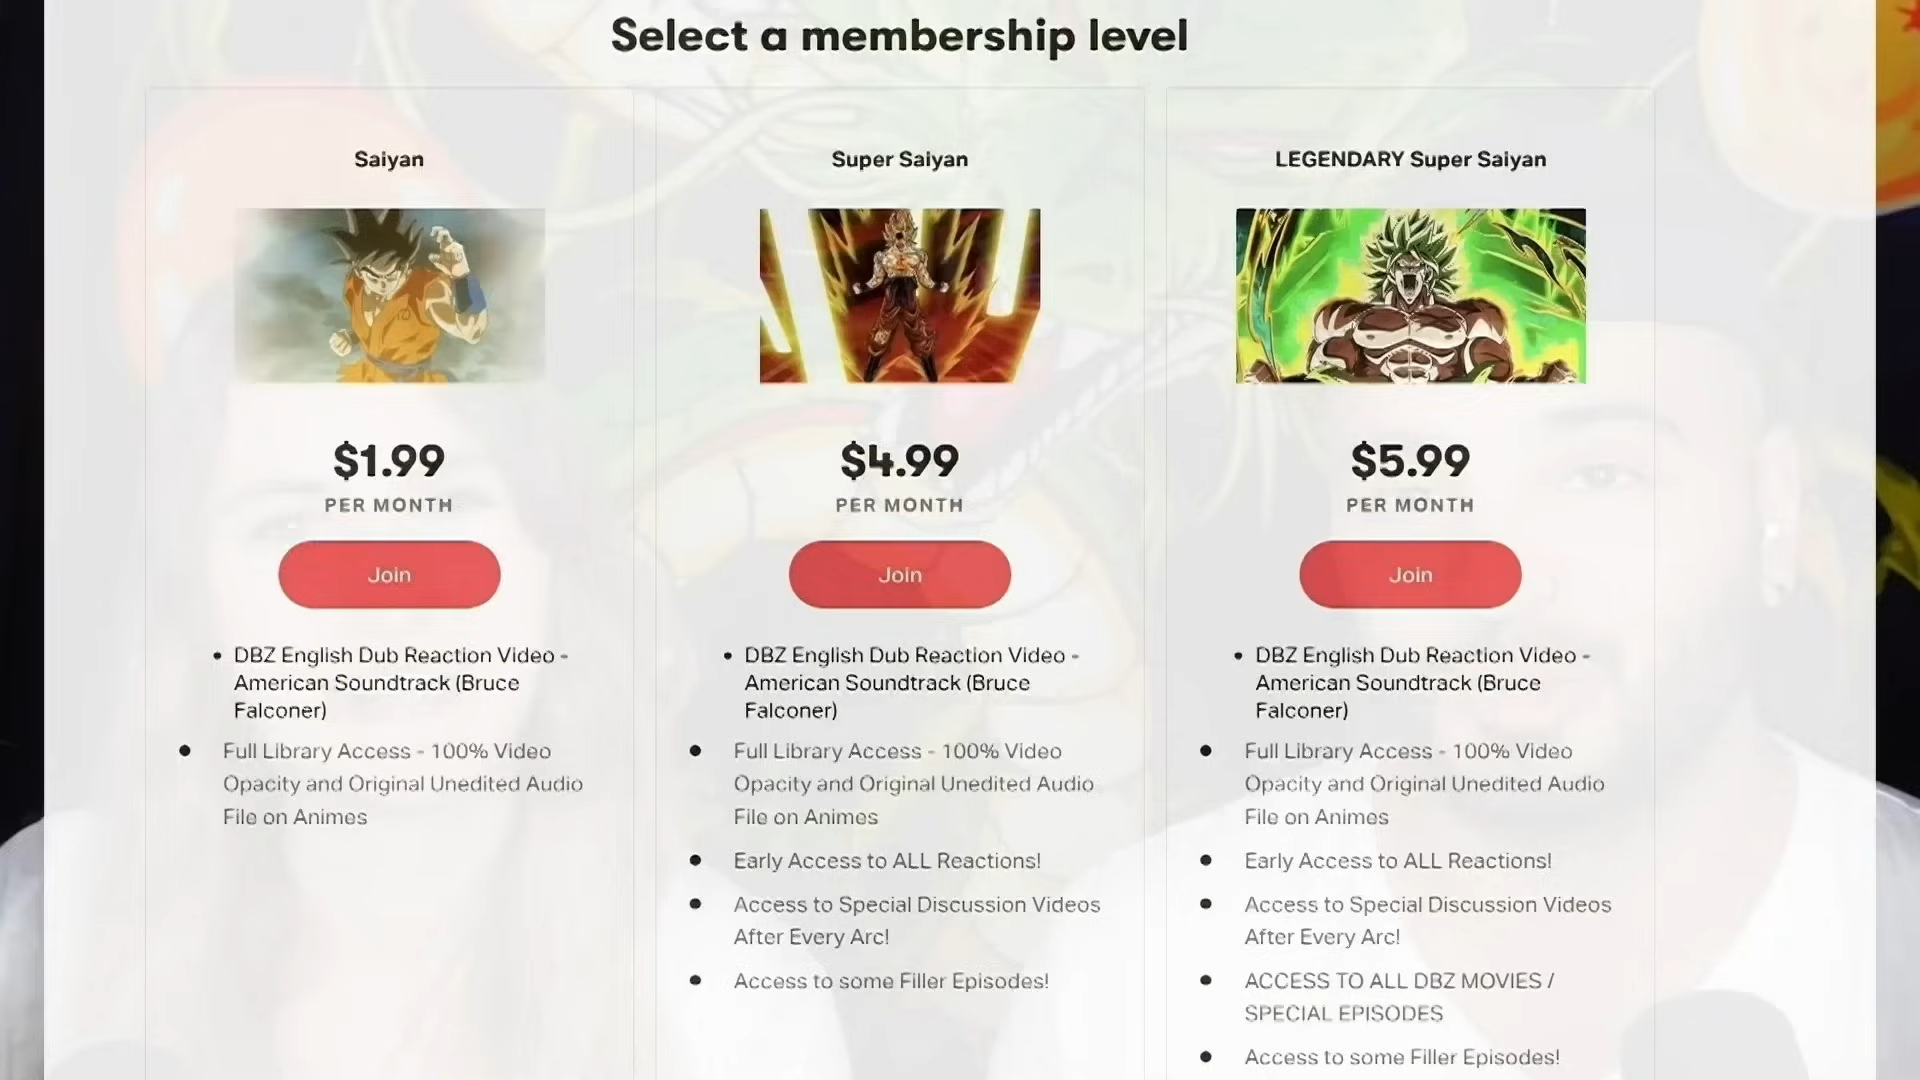 Select a membership level
Saiyan
$1.99
PER MONTH
Join
• DBZ English Dub Reaction Video -
American Soundtrack (Bruce
Falconer)
• Full Library Access - 100% Video
Opacity and Original Unedited Audio
File on Animes
Super Saiyan
$4.99
PER MONTH
Join
• DBZ English Dub Reaction Video -
American Soundtrack (Bruce
Falconer)
• Full Library Access - 100% Video
Opacity and Original Unedited Audio
File on Animes
• Early Access to ALL Reactions!
• Access to Special Discussion Videos
After Every Arc!
• Access to some Filler Episodes!
LEGENDARY Super Saiyan
$5.99
PER MONTH
Join
• DBZ English Dub Reaction Video -
American Soundtrack (Bruce
Falconer)
• Full Library Access - 100% Video
Opacity and Original Unedited Audio
File on Animes
• Early Access to ALL Reactions!
• Access to Special Discussion Videos
After Every Arc!
• ACCESS TO ALL DBZ MOVIES /
SPECIAL EPISODES
• Access to some Filler Episodes!